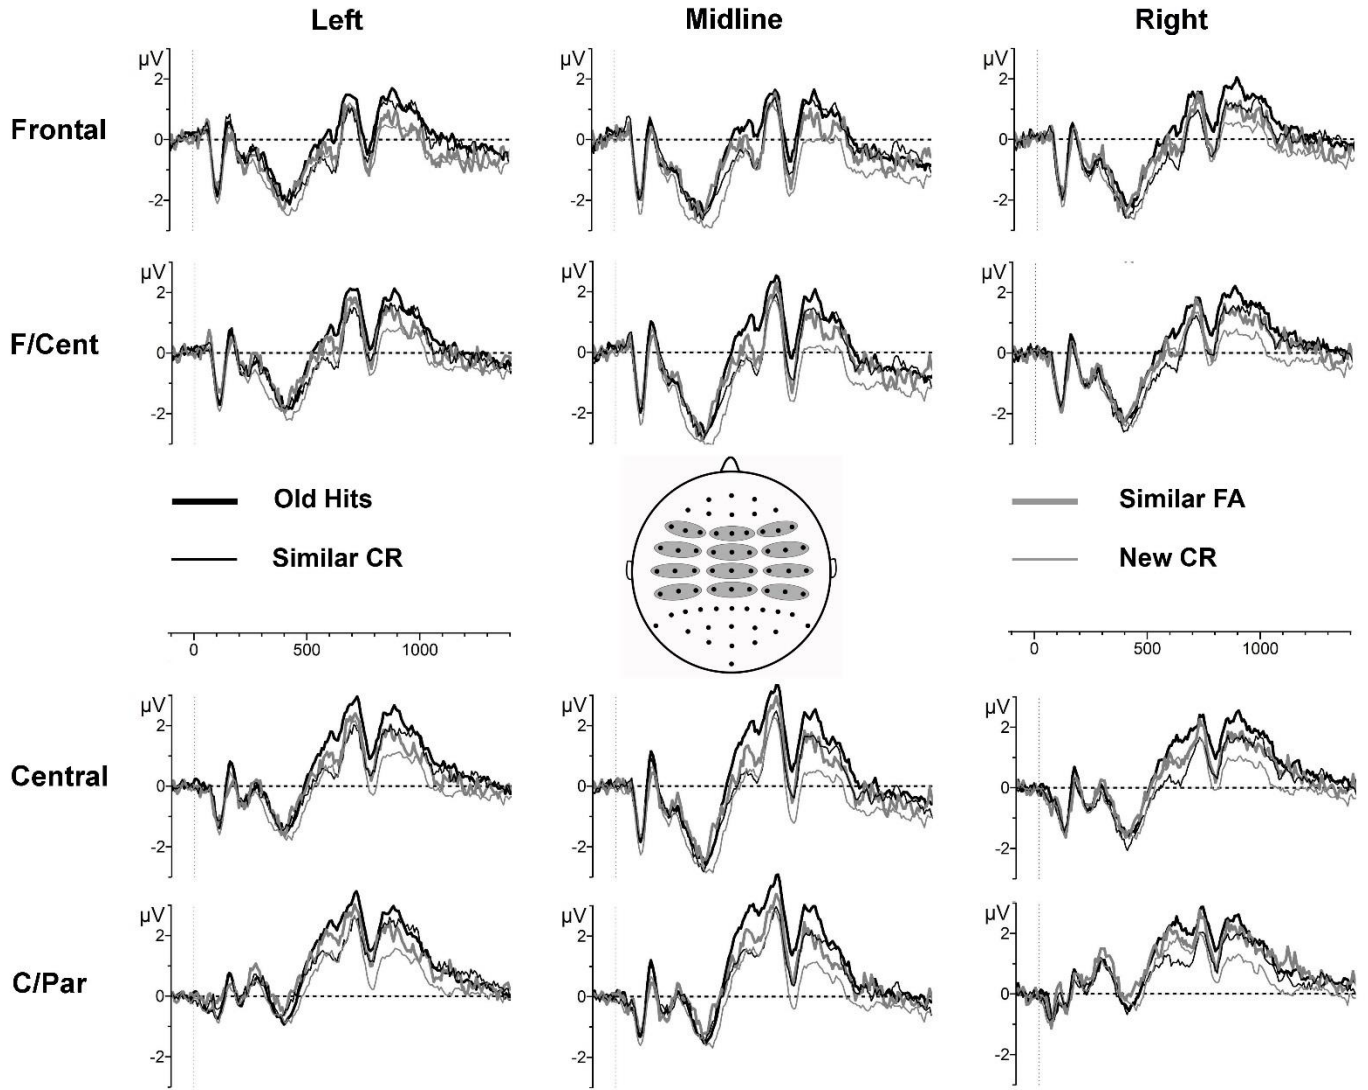 Left Midline Right
Frontal
µV 2 0 -2
µV 2 0 -2
µV 2 0 -2
F/Cent
µV 2 0 -2
µV 2 0 -2
µV 2 0 -2
Old Hits
Similar CR
Similar FA
New CR
0 500 1000
0 500 1000
Central
µV 2 0 -2
µV 2 0 -2
µV 2 0 -2
C/Par
µV 2 0 -2
µV 2 0 -2
µV 2 0 -2